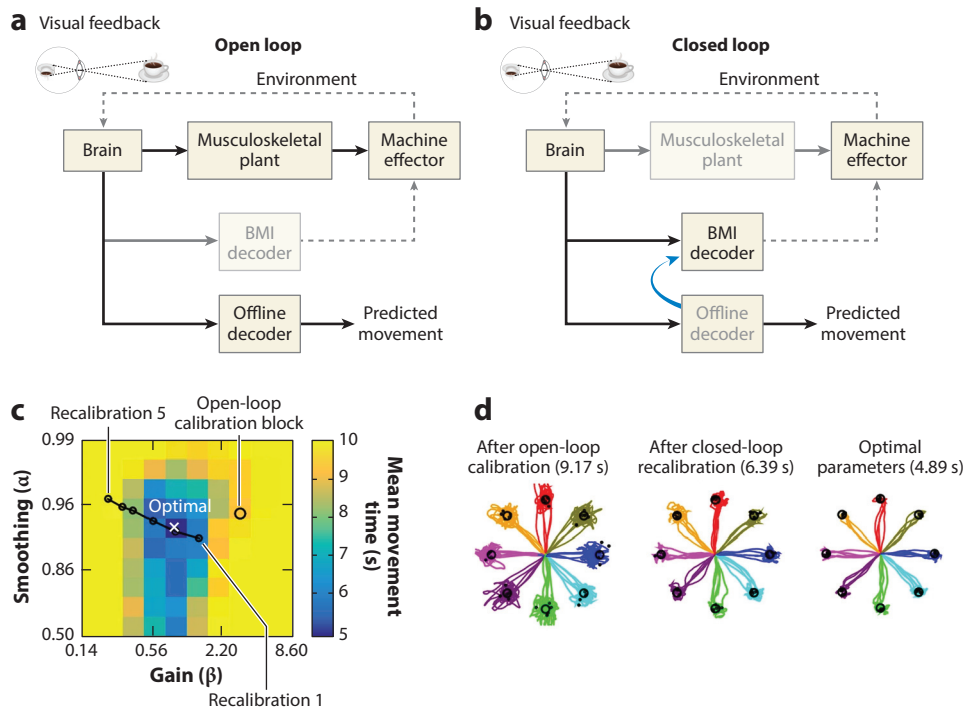 a
Visual feedback
Open loop
Environment
Brain
Musculoskeletal
plant
Machine
effector
BMI
decoder
Offline
decoder
Predicted
movement
b
Visual feedback
Closed loop
Environment
Brain
Musculoskeletal
plant
Machine
effector
BMI
decoder
Offline
decoder
Predicted
movement
c
Recalibration 5
Open-loop
calibration block
0.99
0.96
0.86
0.50
Smoothing (α)
Optimal
0.14
0.56
2.20
8.60
Gain (β)
Recalibration 1
10
9
8
7
6
5
Mean movement
time (s)
d
After open-loop
calibration (9.17 s)
After closed-loop
recalibration (6.39 s)
Optimal
parameters (4.89 s)